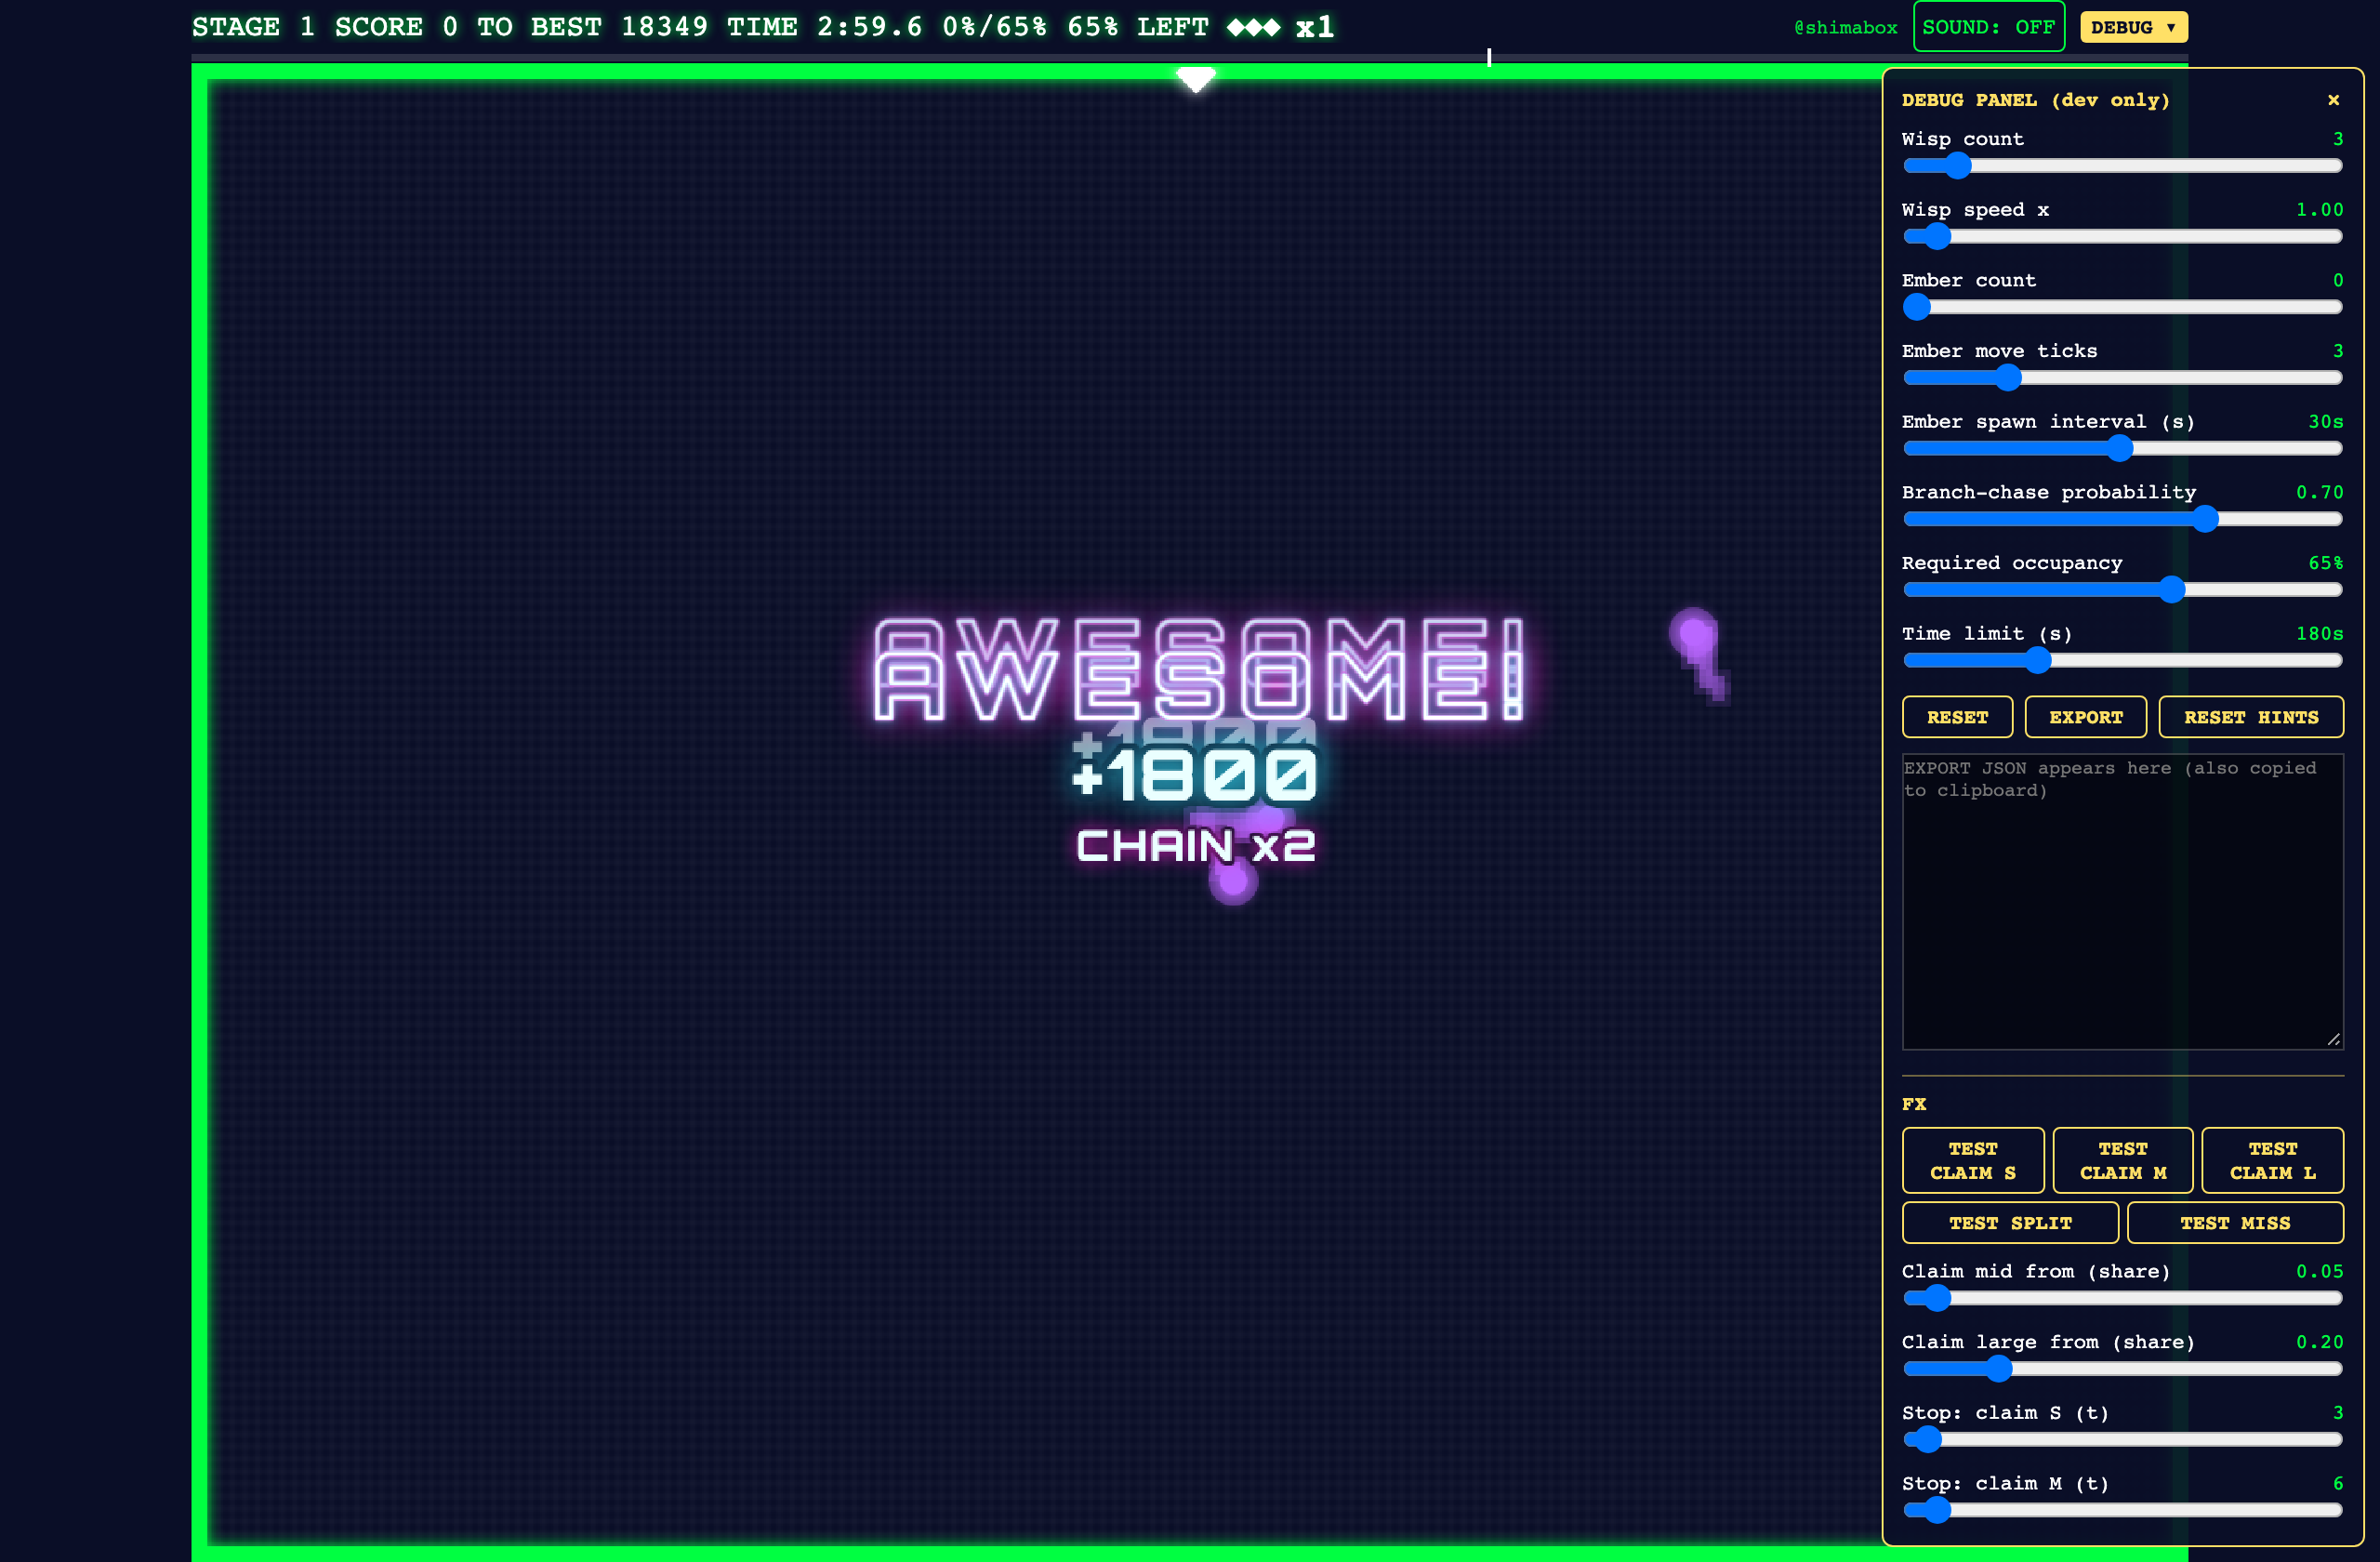 STAGE 1 SCORE 0 TO BEST 18349 TIME 2:59.6 0%/65% 65% LEFT ◆◆◆ x1
@shimabox
SOUND: OFF
DEBUG ▼
AWESOME!
AWESOME!
+1800
+1800
CHAIN x2
DEBUG PANEL (dev only) ×
Wisp count 3
Wisp speed x 1.00
Ember count 0
Ember move ticks 3
Ember spawn interval (s) 30s
Branch-chase probability 0.70
Required occupancy 65%
Time limit (s) 180s
RESET EXPORT RESET HINTS
EXPORT JSON appears here (also copied
to clipboard)
FX
TEST
CLAIM S
TEST
CLAIM M
TEST
CLAIM L
TEST SPLIT TEST MISS
Claim mid from (share) 0.05
Claim large from (share) 0.20
Stop: claim S (t) 3
Stop: claim M (t) 6